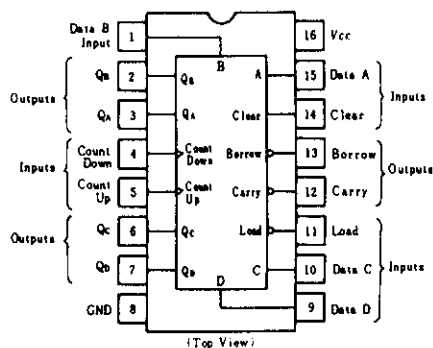 Data B
Input
1
16
Vcc
B
QB
2
QB
A
15
Data A
Outputs
Inputs
QA
3
QA
Clear
14
Clear
Count
Down
4
Count
Down
Borrow
13
Borrow
Inputs
Outputs
Count
Up
5
Count
Up
Carry
12
Carry
QC
6
QC
Load
11
Load
Outputs
QD
7
QD
C
10
Data C
Inputs
D
GND
8
9
Data D
(Top View)